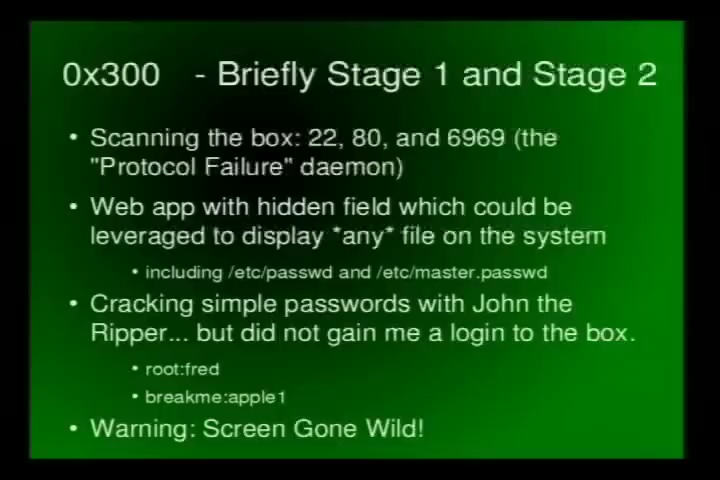 0x300 - Briefly Stage 1 and Stage 2
• Scanning the box: 22, 80, and 6969 (the
"Protocol Failure" daemon)
• Web app with hidden field which could be
leveraged to display *any* file on the system
• including /etc/passwd and /etc/master.passwd
• Cracking simple passwords with John the
Ripper... but did not gain me a login to the box.
• root:fred
• breakme:apple1
• Warning: Screen Gone Wild!